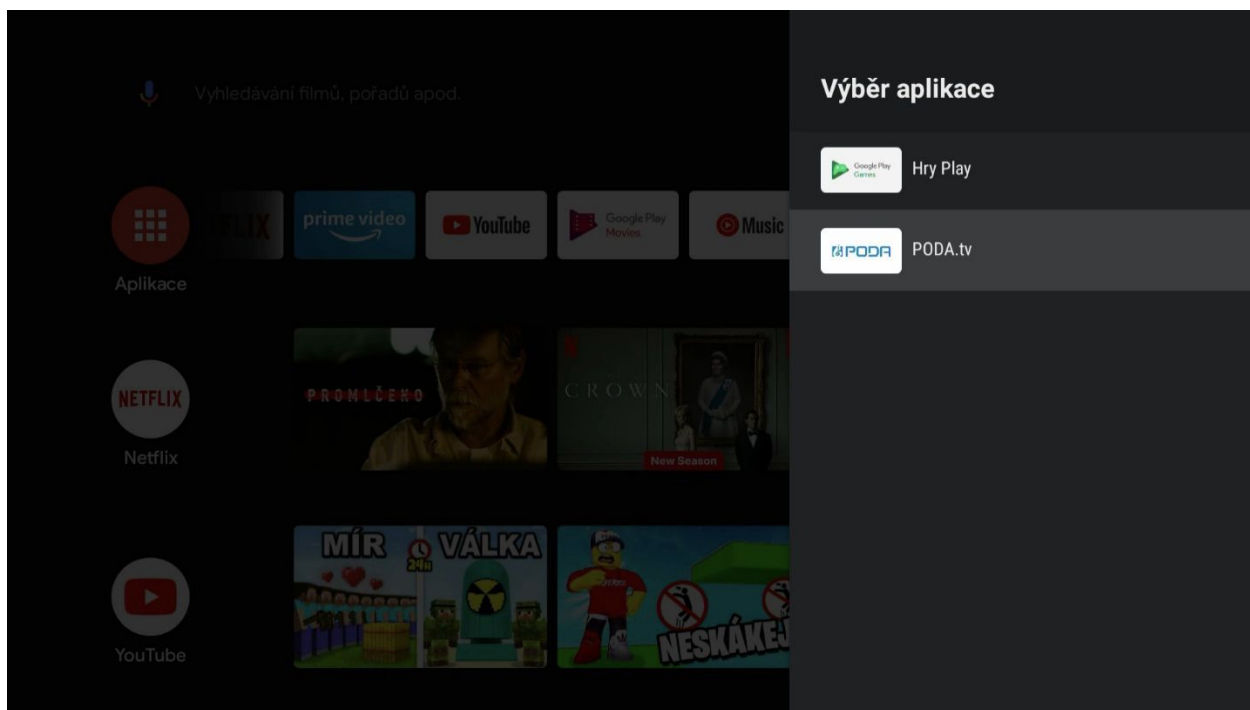 Výběr aplikace
Vyhledávání filmů, pořadů apod.
Google Play
Games
Hry Play
TFLIX
prime video
YouTube
Google Play
Movies
Music
PODA
PODA.tv
Aplikace
PROMLČENO
CROWN
NETFLIX
New Season
Netflix
MÍR
24H
VÁLKA
NESKÁKEJ
YouTube